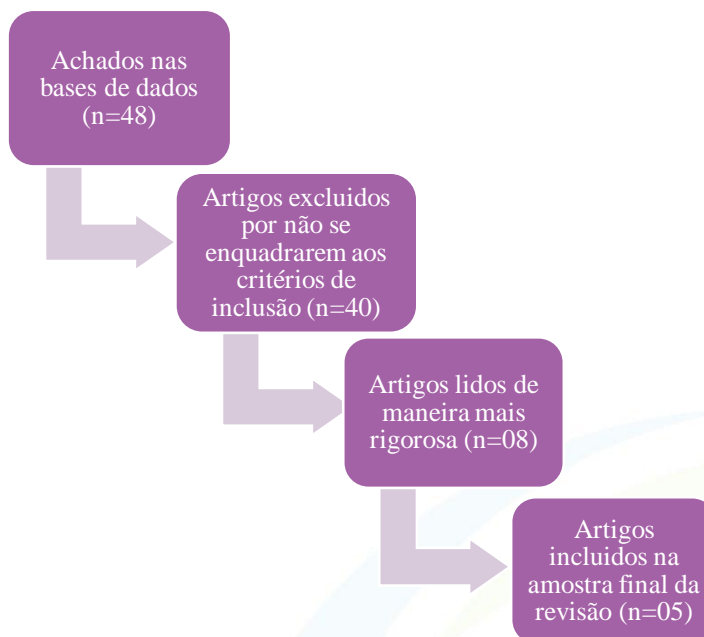 Achados nas
bases de dados
(n=48)
Artigos excluidos
por não se
enquadrarem aos
critérios de
inclusão (n=40)
Artigos lidos de
maneira mais
rigorosa (n=08)
Artigos
incluidos na
amostra final da
revisão (n=05)